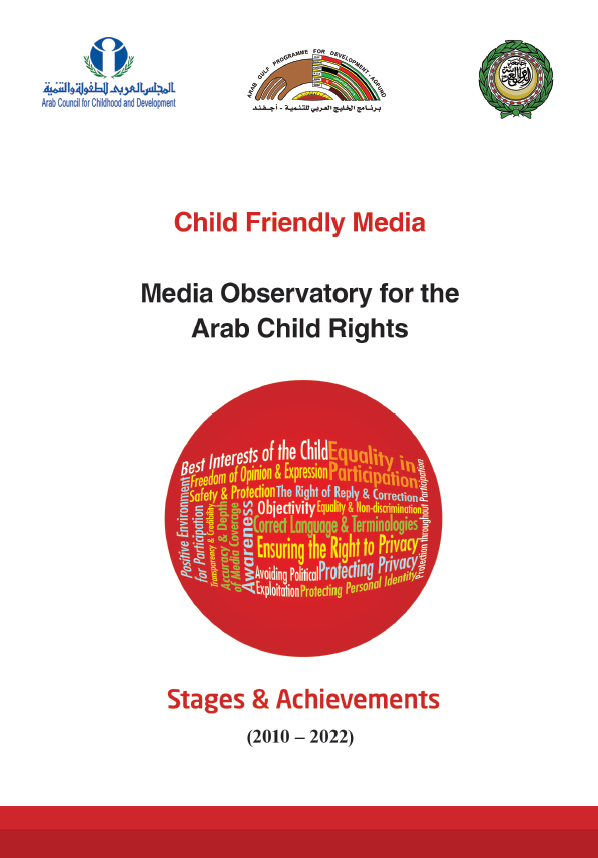 المجلس العربي للطفولة والتنمية
Arab Council for Childhood and Development
ARAB GULF PROGRAMME FOR DEVELOPMENT - AGFUND
برنامج الخليج العربي للتنمية - أجفند
Child Friendly Media
Media Observatory for the
Arab Child Rights
Best Interests of the Child
Equality in
Participation
Freedom of Opinion & Expression
Safety & Protection
The Right of Reply & Correction
Positive Environment
for Participation
Transparency & Credibility
Accuracy & Depth
of Media Coverage
Awareness
Objectivity
Equality & Non-discrimination
Correct Language & Terminologies
Ensuring the Right to Privacy
Avoiding Political
Exploitation
Protecting Privacy
Protecting Personal Identity
Protection throughout Participation
Stages & Achievements
(2010 – 2022)